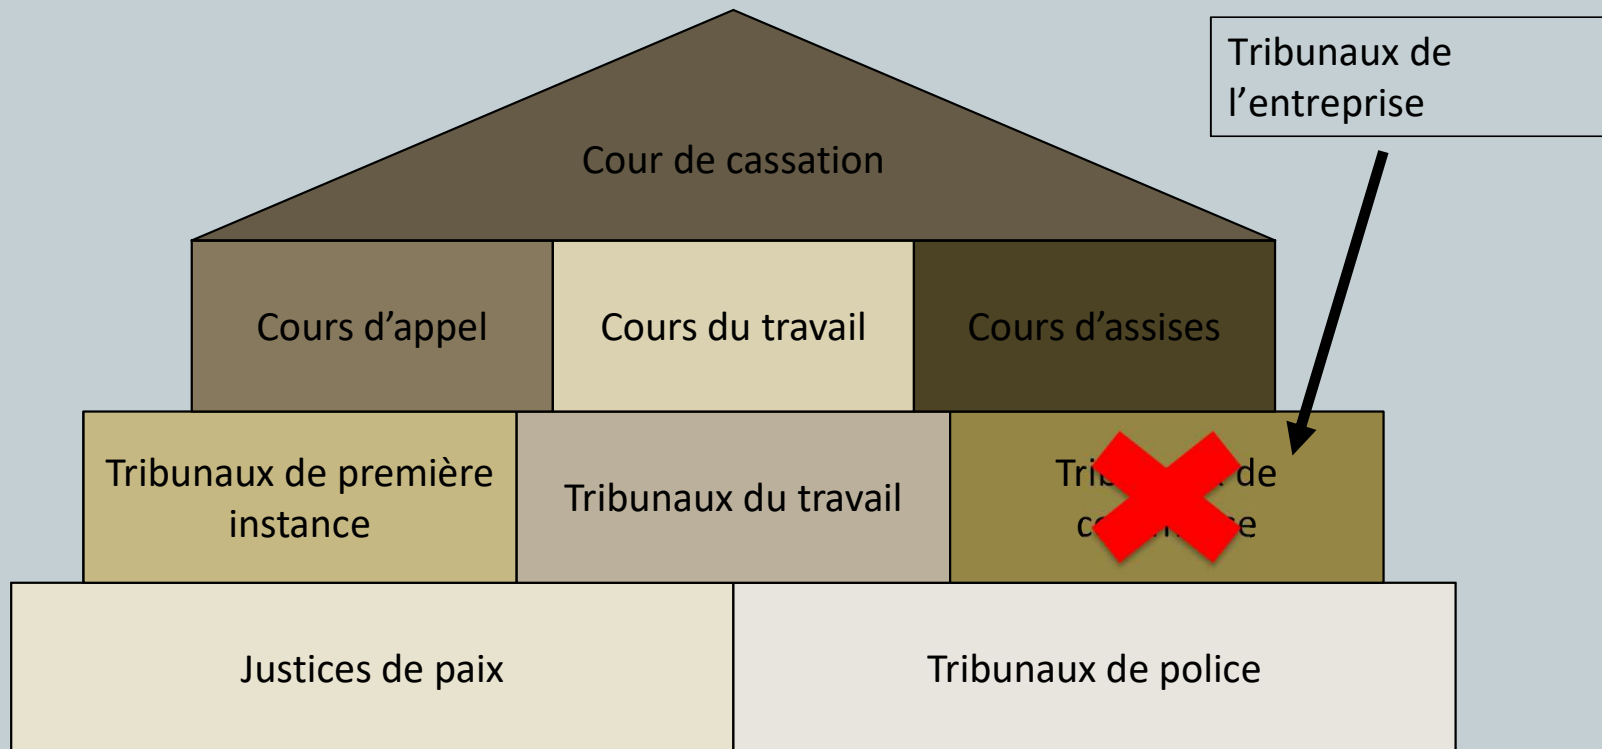 Tribunaux de
l’entreprise
Cour de cassation
Cours d’appel
Cours du travail
Cours d’assises
Tribunaux de première
instance
Tribunaux du travail
de
Justices de paix
Tribunaux de police